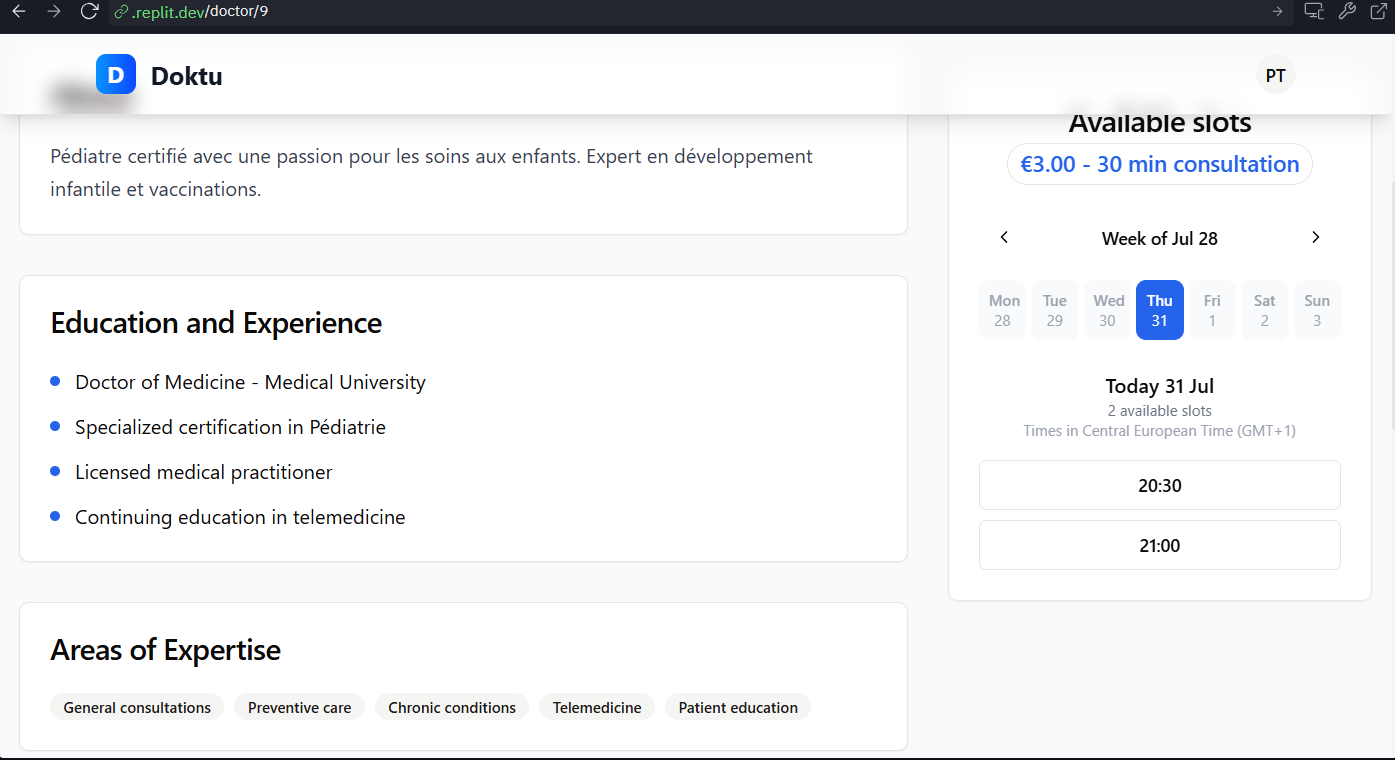 .replit.dev/doctor/9
D Doktu
PT
Pédiatre certifié avec une passion pour les soins aux enfants. Expert en développement
infantile et vaccinations.
Education and Experience
Doctor of Medicine - Medical University
Specialized certification in Pédiatrie
Licensed medical practitioner
Continuing education in telemedicine
Areas of Expertise
General consultations
Preventive care
Chronic conditions
Telemedicine
Patient education
Available slots
€3.00 - 30 min consultation
Week of Jul 28
Mon Tue Wed Thu Fri Sat Sun
28 29 30 31 1 2 3
Today 31 Jul
2 available slots
Times in Central European Time (GMT+1)
20:30
21:00